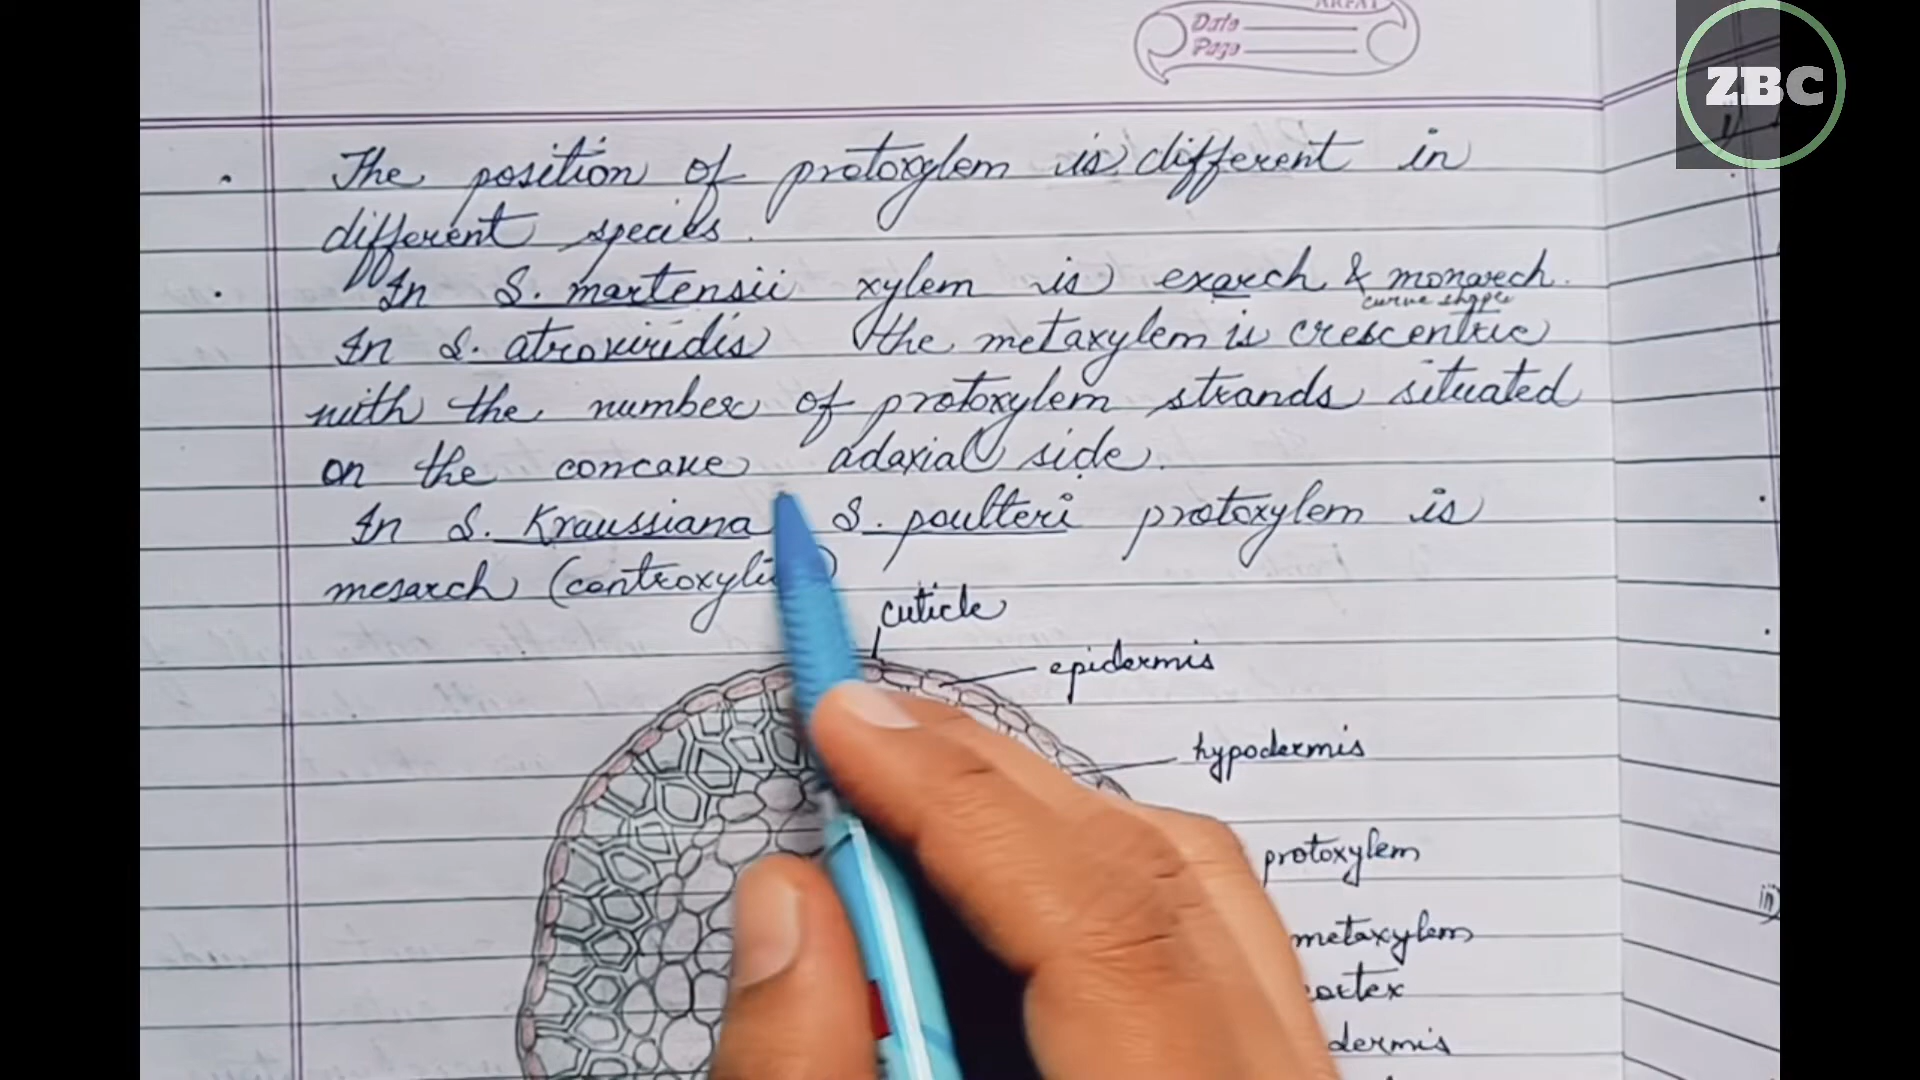 Date
Page
ZBC
The position of protoxylem is different in
different species.
In S. martensii xylem is exarch & monarch.
curve shape
In S. atroviridis the metaxylem is crescentric
with the number of protoxylem strands situated
on the concave adaxial side.
In S. Kraussiana S. poulteri protoxylem is
mesarch
cuticle
epidermis
hypodermis
protoxylem
metaxylem
cortex
dermis